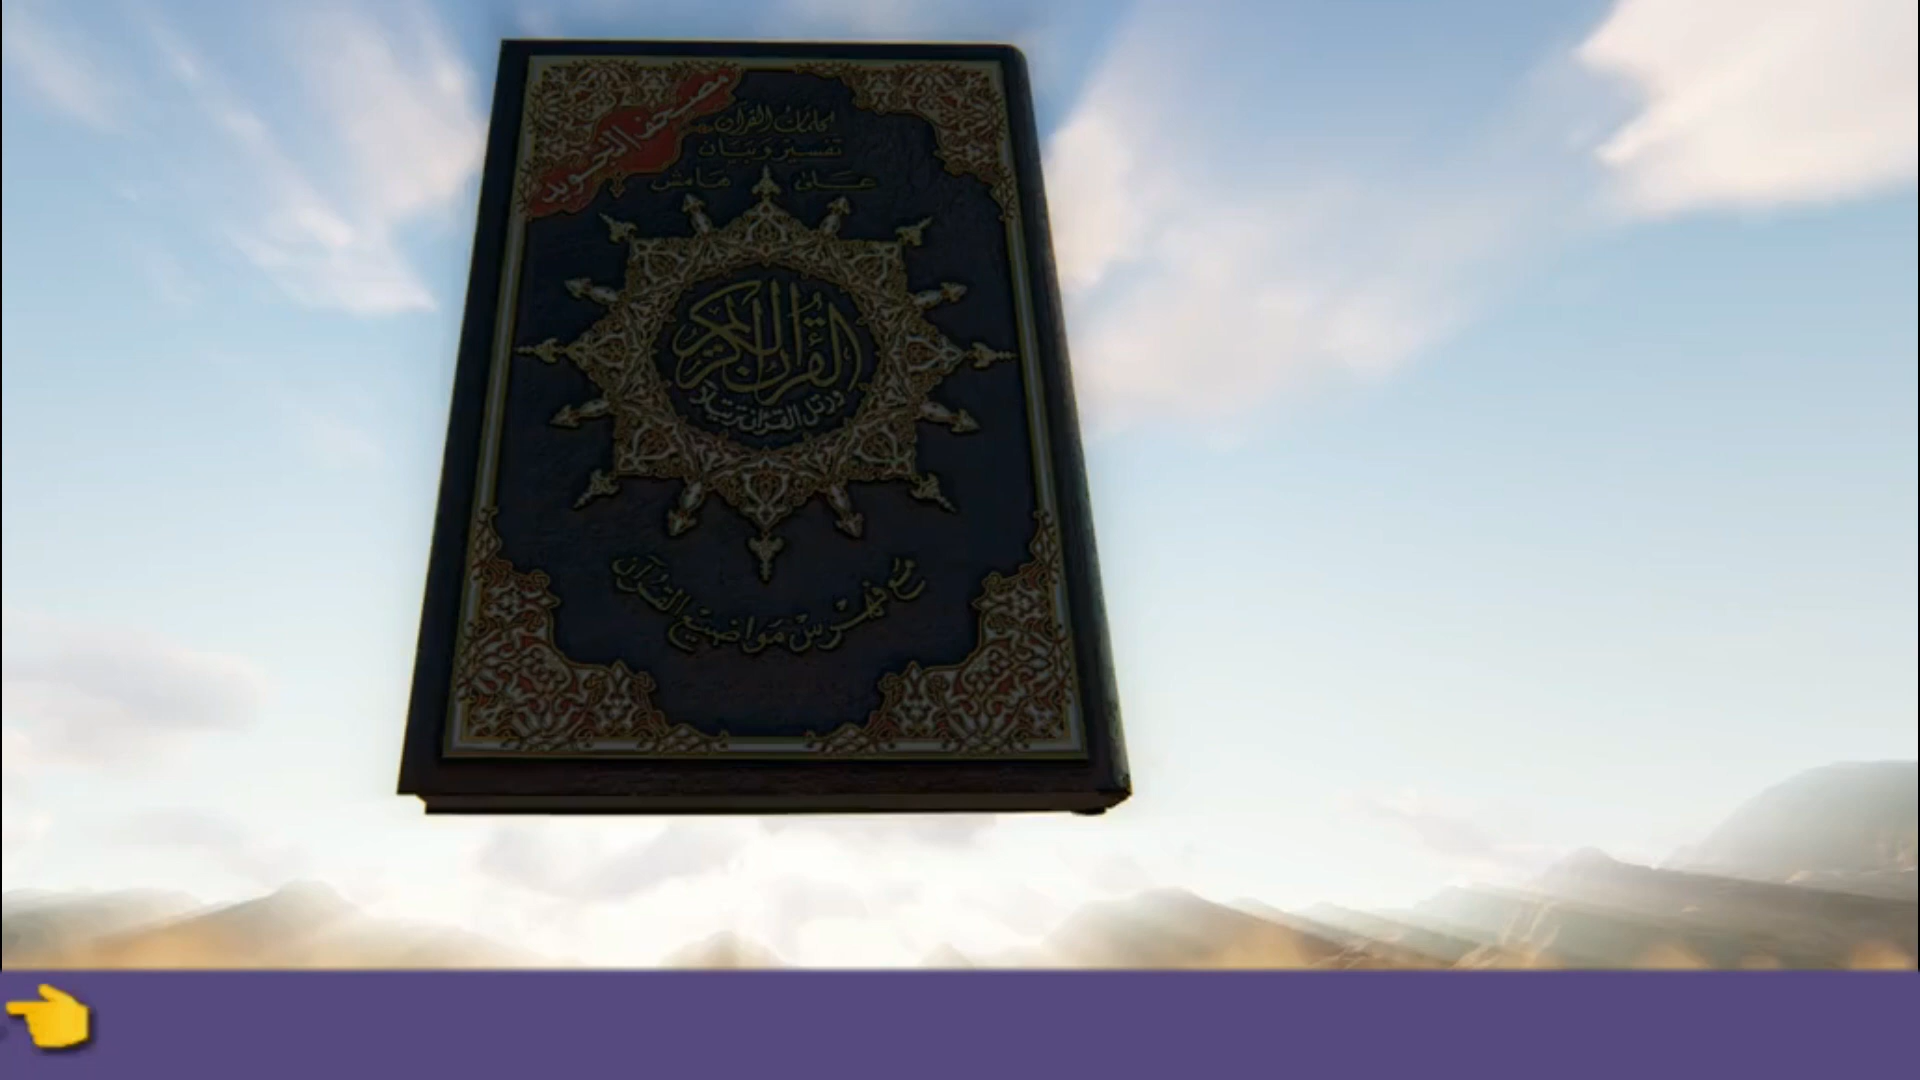 مصحف التجويد
كلمات القرآن
تفسير وبيان
على هامش
القرآن الكريم
ورتل القرآن ترتيلا
مع فهرس مواضيع القرآن